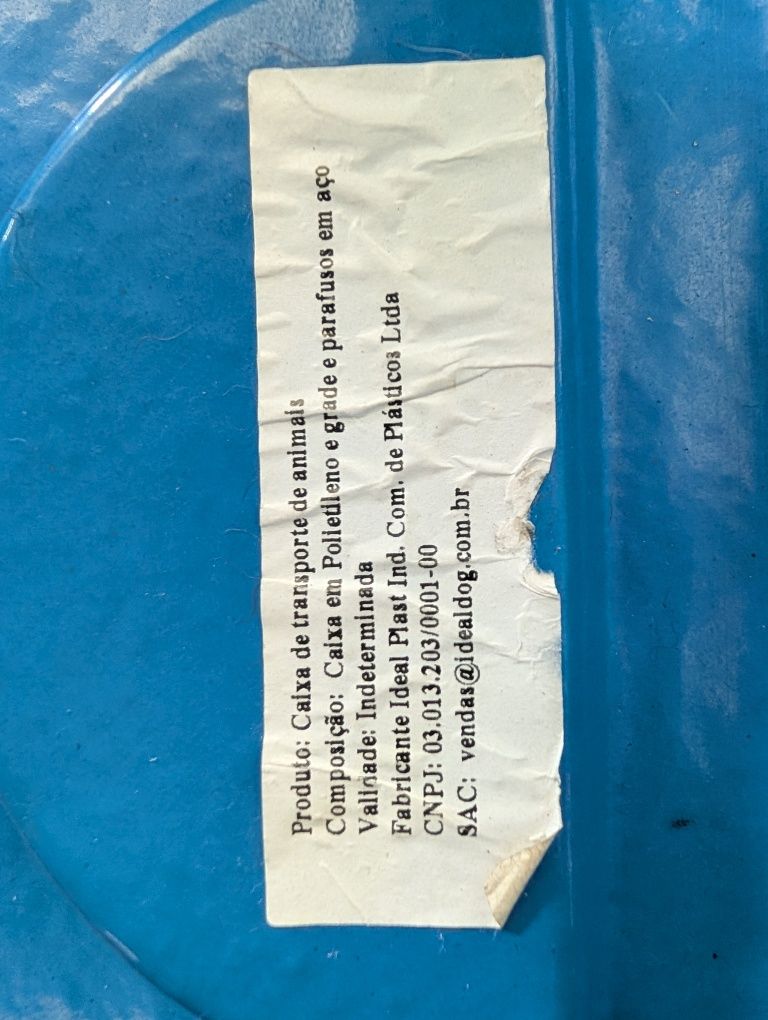 Produto: Caixa de transporte de animais
Composição: Caixa em Polietileno e grade e parafusos em aço
Validade: Indeterminada
Fabricante Ideal Plast Ind. Com. de Plásticos Ltda
CNPJ: 03.013.203/0001-00
SAC: vendas@idealdog.com.br